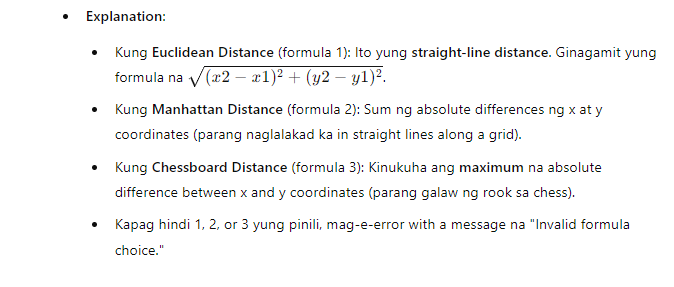 • Explanation:
• Kung Euclidean Distance (formula 1): Ito yung straight-line distance. Ginagamit yung
formula na √(x2 − x1)² + (y2 − y1)².
• Kung Manhattan Distance (formula 2): Sum ng absolute differences ng x at y
coordinates (parang naglalakad ka in straight lines along a grid).
• Kung Chessboard Distance (formula 3): Kinukuha ang maximum na absolute
difference between x and y coordinates (parang galaw ng rook sa chess).
• Kapag hindi 1, 2, or 3 yung pinili, mag-e-error with a message na "Invalid formula
choice."